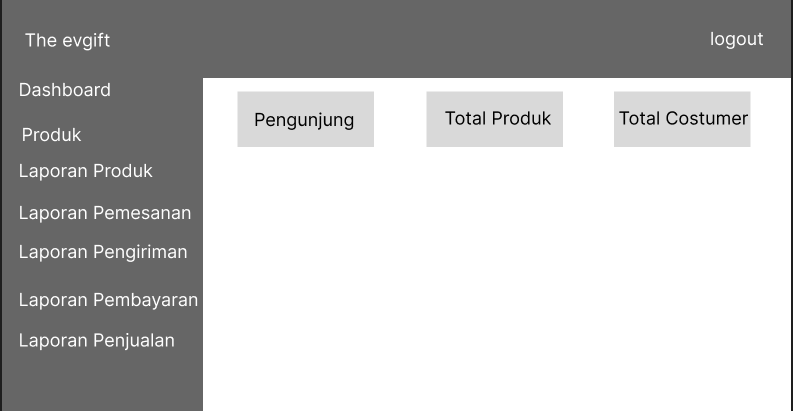 The evgift
logout
Dashboard
Produk
Laporan Produk
Laporan Pemesanan
Laporan Pengiriman
Laporan Pembayaran
Laporan Penjualan
Pengunjung
Total Produk
Total Costumer